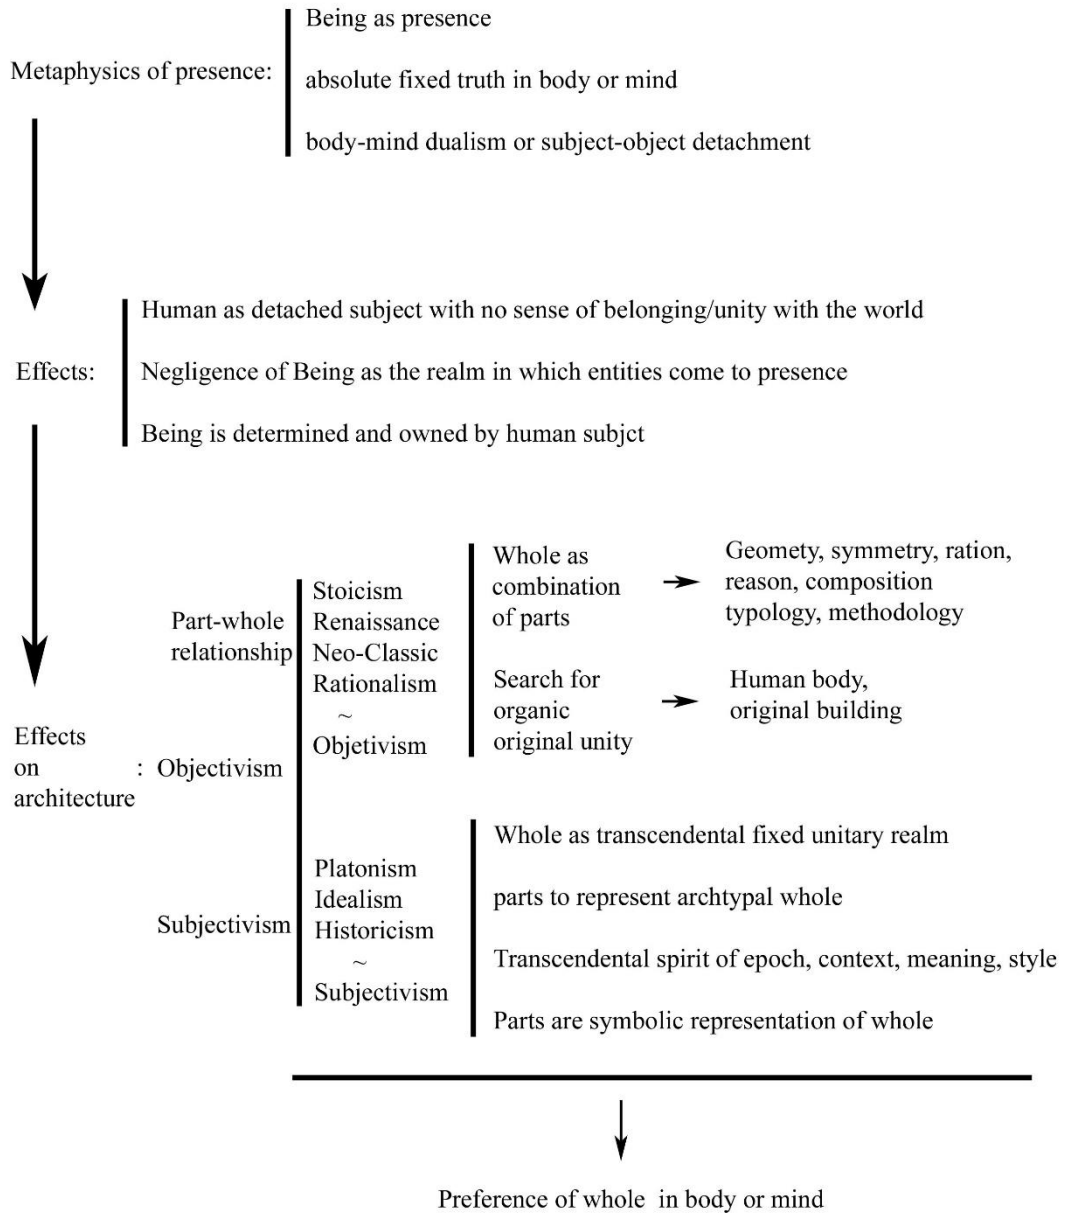 Metaphysics of presence:
Being as presence
absolute fixed truth in body or mind
body-mind dualism or subject-object detachment
Effects:
Human as detached subject with no sense of belonging/unity with the world
Negligence of Being as the realm in which entities come to presence
Being is determined and owned by human subjct
Effects
on
architecture
:
Part-whole
relationship
Objectivism
Subjectivism
Stoicism
Renaissance
Neo-Classic
Rationalism
~
Objetivism
Whole as
combination
of parts
Geomety, symmetry, ration,
reason, composition
typology, methodology
Search for
organic
original unity
Human body,
original building
Platonism
Idealism
Historicism
~
Subjectivism
Whole as transcendental fixed unitary realm
parts to represent archtypal whole
Transcendental spirit of epoch, context, meaning, style
Parts are symbolic representation of whole
Preference of whole in body or mind